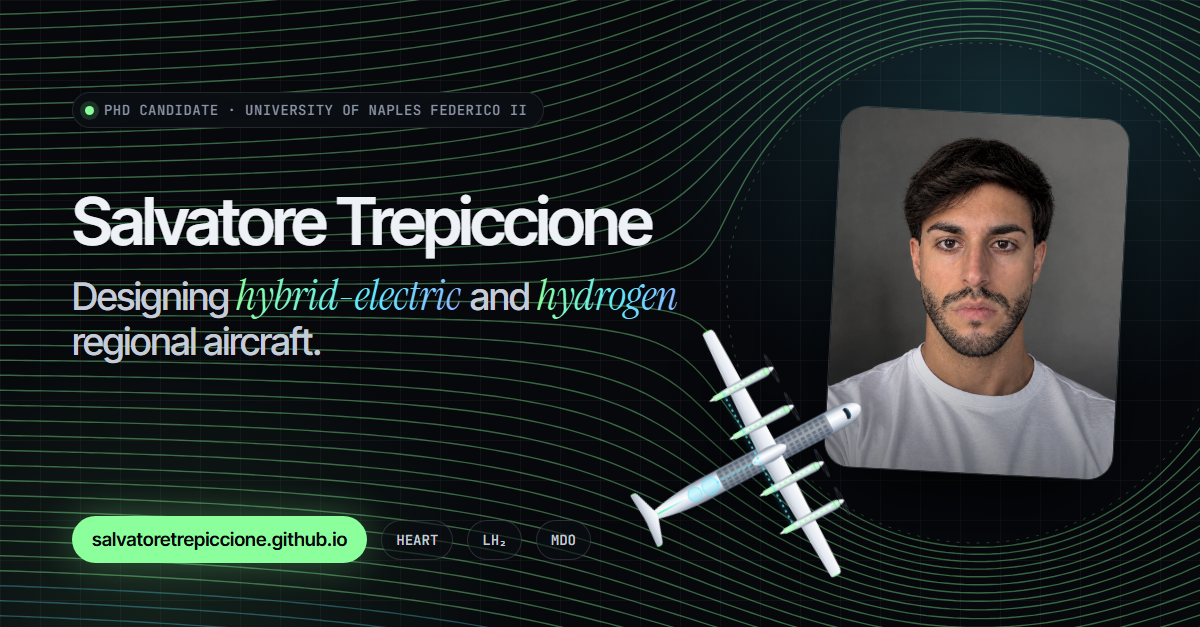 PHD CANDIDATE · UNIVERSITY OF NAPLES FEDERICO II
Salvatore Trepiccione
Designing hybrid-electric and hydrogen
regional aircraft.
salvatoretrepiccione.github.io
HEART
LH₂
MDO